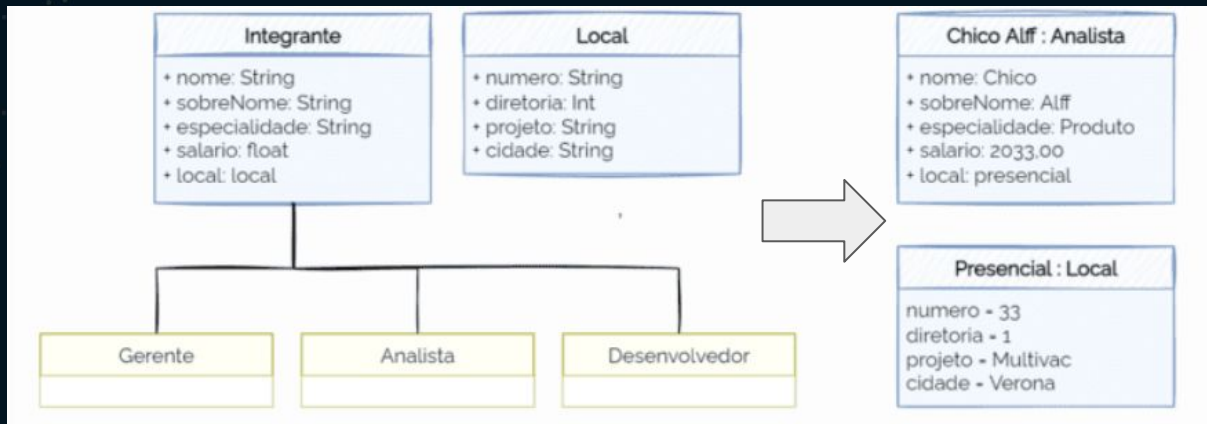 Integrante
+ nome: String
+ sobreNome: String
+ especialidade: String
+ salario: float
+ local: local
Local
+ numero: String
+ diretoria: Int
+ projeto: String
+ cidade: String
Gerente
Analista
Desenvolvedor
Chico Alff : Analista
+ nome: Chico
+ sobreNome: Alff
+ especialidade: Produto
+ salario: 2033,00
+ local: presencial
Presencial : Local
numero = 33
diretoria = 1
projeto = Multivac
cidade = Verona